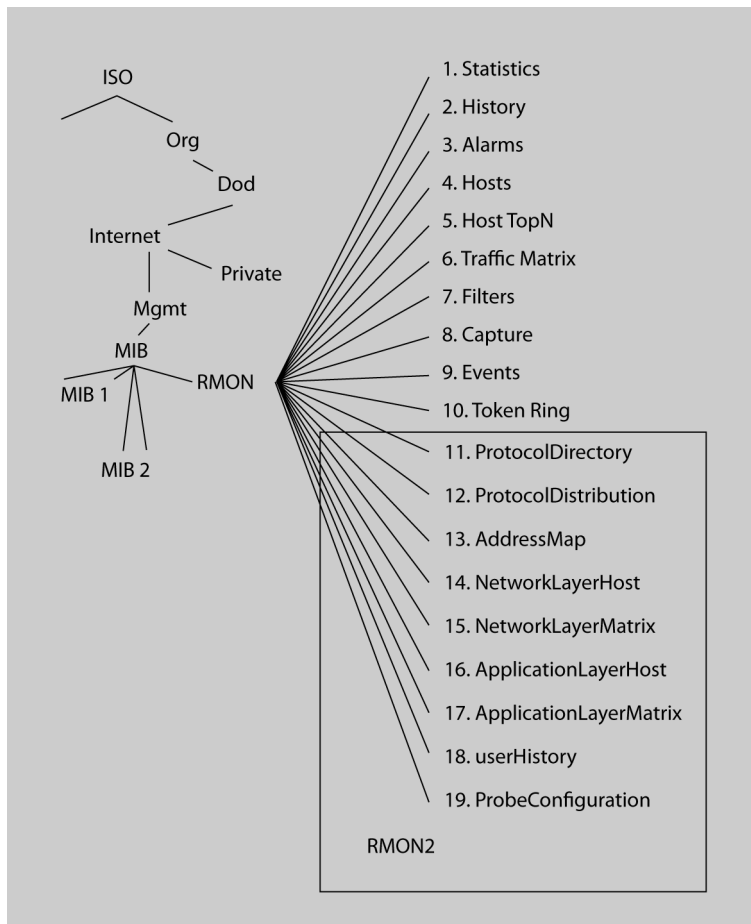 ISO
Org
Dod
Internet
Private
Mgmt
MIB
MIB 1
RMON
MIB 2
1. Statistics
2. History
3. Alarms
4. Hosts
5. Host TopN
6. Traffic Matrix
7. Filters
8. Capture
9. Events
10. Token Ring
11. ProtocolDirectory
12. ProtocolDistribution
13. AddressMap
14. NetworkLayerHost
15. NetworkLayerMatrix
16. ApplicationLayerHost
17. ApplicationLayerMatrix
18. userHistory
19. ProbeConfiguration
RMON2